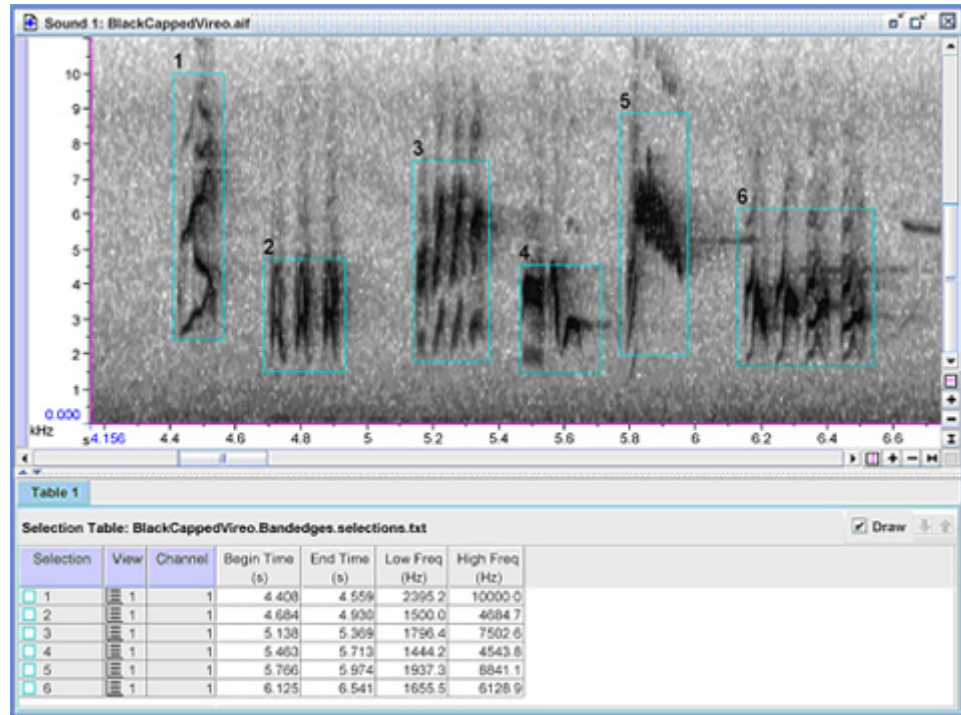 Sound 1: BlackCappedVireo.aif
1
2
3
4
5
6
10
9
8
7
6
5
4
3
2
1
0.000
kHz
s4.156 4.4 4.6 4.8 5 5.2 5.4 5.6 5.8 6 6.2 6.4 6.6
Table 1
Selection Table: BlackCappedVireo.Bandedges.selections.txt Draw
Selection View Channel Begin Time End Time Low Freq High Freq
(s) (s) (Hz) (Hz)
1 1 1 4.408 4.559 2395.2 10000.0
2 1 1 4.684 4.930 1500.0 4684.7
3 1 1 5.138 5.369 1796.4 7502.6
4 1 1 5.463 5.713 1444.2 4543.8
5 1 1 5.766 5.974 1937.3 8841.1
6 1 1 6.125 6.541 1655.5 6128.9